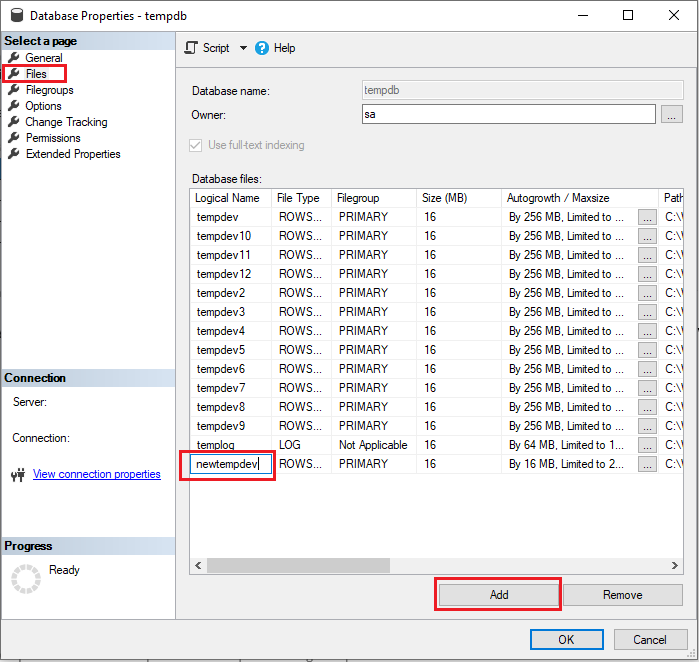 Database Properties - tempdb
Select a page
General
Files
Filegroups
Options
Change Tracking
Permissions
Extended Properties
Connection
Server:
Connection:
View connection properties
Progress
Ready
Script Help
Database name: tempdb
Owner: sa ...
Use full-text indexing
Database files:
Logical Name File Type Filegroup Size (MB) Autogrowth / Maxsize Path
tempdev ROWS... PRIMARY 16 By 256 MB, Limited to ... ... C:\
tempdev10 ROWS... PRIMARY 16 By 256 MB, Limited to ... ... C:\
tempdev11 ROWS... PRIMARY 16 By 256 MB, Limited to ... ... C:\
tempdev12 ROWS... PRIMARY 16 By 256 MB, Limited to ... ... C:\
tempdev2 ROWS... PRIMARY 16 By 256 MB, Limited to ... ... C:\
tempdev3 ROWS... PRIMARY 16 By 256 MB, Limited to ... ... C:\
tempdev4 ROWS... PRIMARY 16 By 256 MB, Limited to ... ... C:\
tempdev5 ROWS... PRIMARY 16 By 256 MB, Limited to ... ... C:\
tempdev6 ROWS... PRIMARY 16 By 256 MB, Limited to ... ... C:\
tempdev7 ROWS... PRIMARY 16 By 256 MB, Limited to ... ... C:\
tempdev8 ROWS... PRIMARY 16 By 256 MB, Limited to ... ... C:\
tempdev9 ROWS... PRIMARY 16 By 256 MB, Limited to ... ... C:\
templog LOG Not Applicable 16 By 64 MB, Limited to 1... ... C:\
newtempdev ROWS... PRIMARY 16 By 16 MB, Limited to 2... ... C:\
Add Remove
OK Cancel